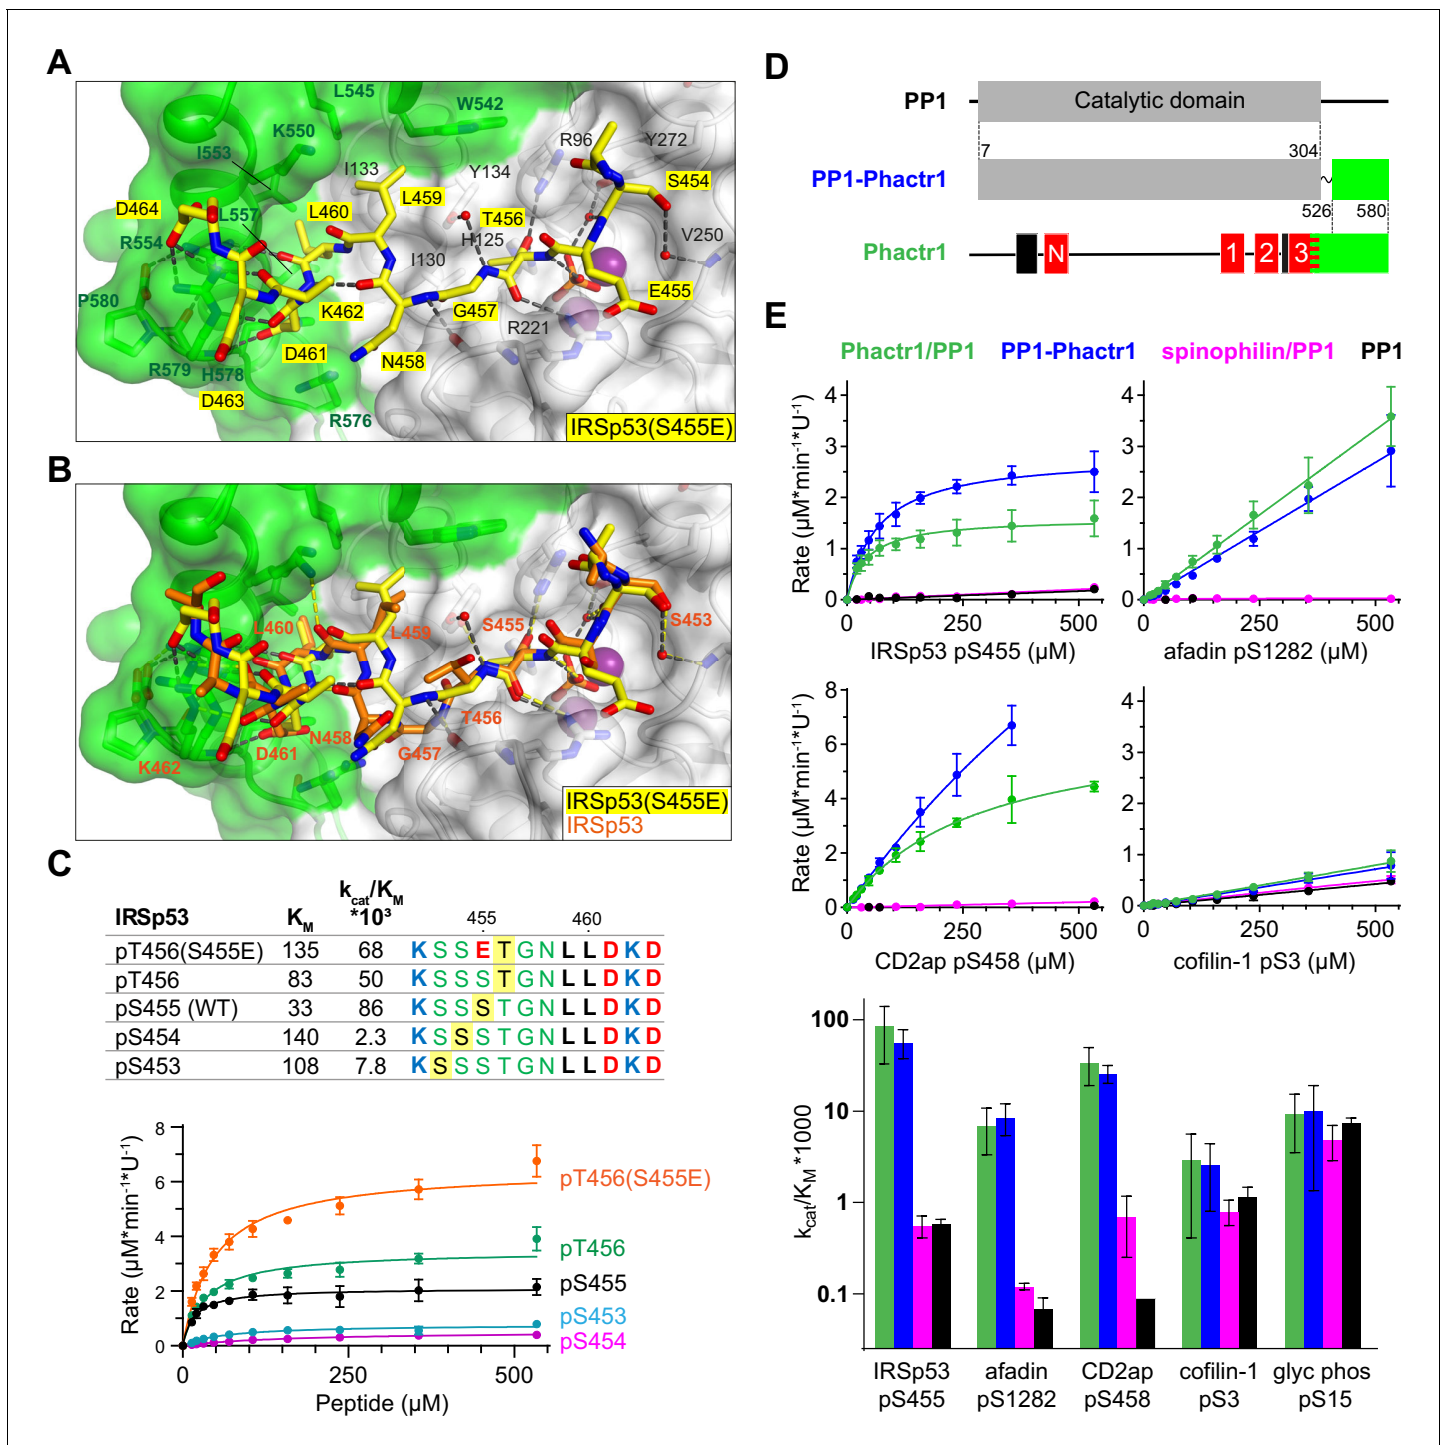 A
L545
W542
K550
R96
Y272
I553
I133
Y134
S454
D464
L459
L557
L460
T456
H125
V250
R554
I130
E455
P580
K462
G457
R221
D461
N458
R579
H578
D463
R576
IRSp53(S455E)
B
L460
L459
S455
S453
T456
N458
D461
G457
K462
IRSp53(S455E)
IRSp53
C
IRSp53 K_M k_cat/K_M *10³ 455 460
pT456(S455E) 135 68 K S S E T G N L L D K D
pT456 83 50 K S S S T G N L L D K D
pS455 (WT) 33 86 K S S S T G N L L D K D
pS454 140 2.3 K S S S T G N L L D K D
pS453 108 7.8 K S S S T G N L L D K D
Rate (µM*min⁻¹*U⁻¹)
8
6
4
2
0
0 250 500
Peptide (µM)
pT456(S455E)
pT456
pS455
pS453
pS454
D
PP1 Catalytic domain
7 304
PP1-Phactr1
526 580
Phactr1 N 1 2 3
E
Phactr1/PP1 PP1-Phactr1 spinophilin/PP1 PP1
Rate (µM*min⁻¹*U⁻¹)
4
3
2
1
0
0 250 500
IRSp53 pS455 (µM)
4
3
2
1
0
0 250 500
afadin pS1282 (µM)
Rate (µM*min⁻¹*U⁻¹)
8
6
4
2
0
0 250 500
CD2ap pS458 (µM)
4
3
2
1
0
0 250 500
cofilin-1 pS3 (µM)
k_cat/K_M *1000
100
10
1
0.1
IRSp53 afadin CD2ap cofilin-1 glyc phos
pS455 pS1282 pS458 pS3 pS15